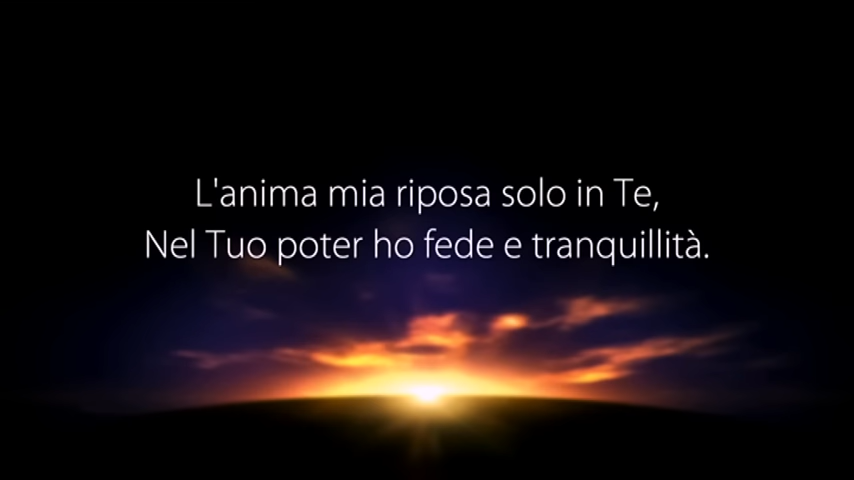 L'anima mia riposa solo in Te,
Nel Tuo poter ho fede e tranquillità.